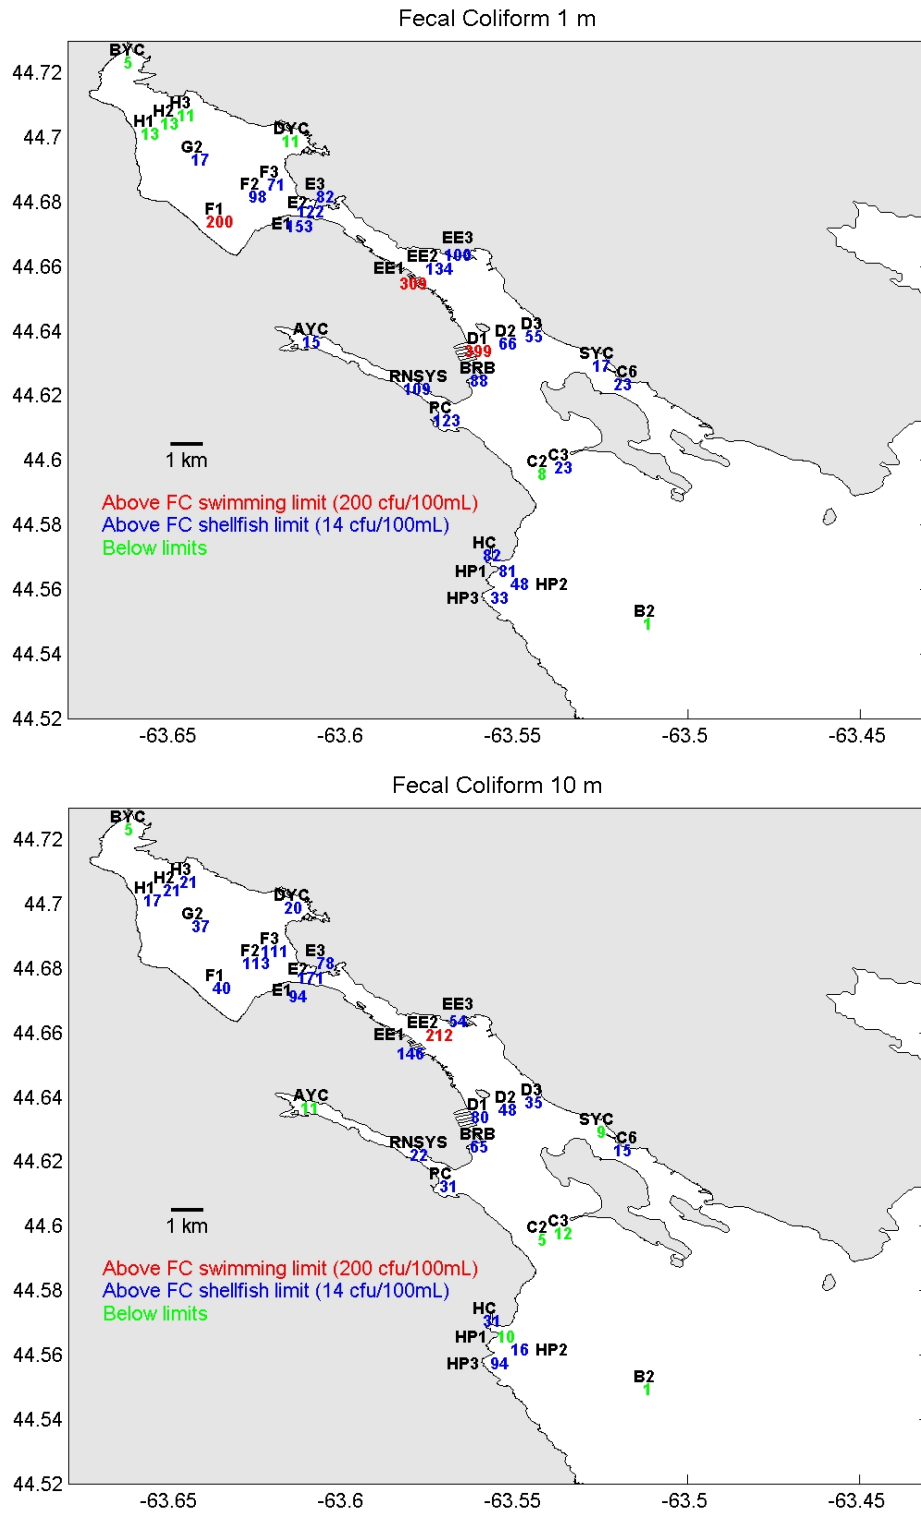 Fecal Coliform 1 m
44.72
44.7
44.68
44.66
44.64
44.62
44.6
44.58
44.56
44.54
44.52
BYC
5
H3
11
H2
13
H1
13
DYC
11
G2
17
F3
71
F2
98
E3
82
E2
122
F1
200
E1
153
EE3
100
EE2
134
EE1
309
AYC
15
D3
55
D2
66
D1
399
SYC
17
BRB
88
C6
23
RNSYS
109
PC
123
C3
23
C2
8
1 km
Above FC swimming limit (200 cfu/100mL)
Above FC shellfish limit (14 cfu/100mL)
Below limits
HC
82
HP1
81
48
HP2
HP3
33
B2
1
-63.65
-63.6
-63.55
-63.5
-63.45
Fecal Coliform 10 m
44.72
44.7
44.68
44.66
44.64
44.62
44.6
44.58
44.56
44.54
44.52
BYC
5
H3
21
H2
21
H1
17
DYC
20
G2
37
F3
111
F2
113
E3
78
E2
171
F1
40
E1
94
EE3
54
EE2
212
EE1
146
AYC
11
D3
35
D2
48
D1
80
SYC
9
BRB
65
C6
15
RNSYS
22
PC
31
C3
12
C2
5
1 km
Above FC swimming limit (200 cfu/100mL)
Above FC shellfish limit (14 cfu/100mL)
Below limits
HC
31
HP1
10
16
HP2
HP3
94
B2
1
-63.65
-63.6
-63.55
-63.5
-63.45